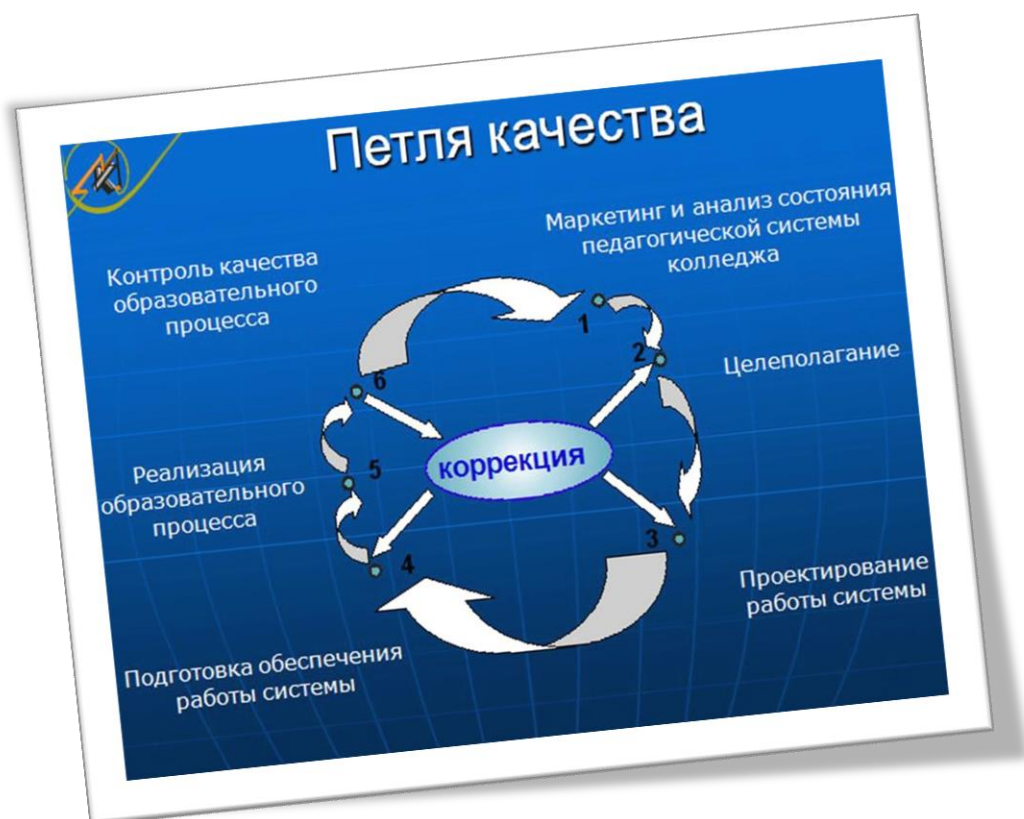 Петля качества
Маркетинг и анализ состояния
педагогической системы
колледжа
Контроль качества
образовательного
процесса
1
2
Целеполагание
6
коррекция
Реализация
образовательного
процесса
5
3
4
Проектирование
работы системы
Подготовка обеспечения
работы системы